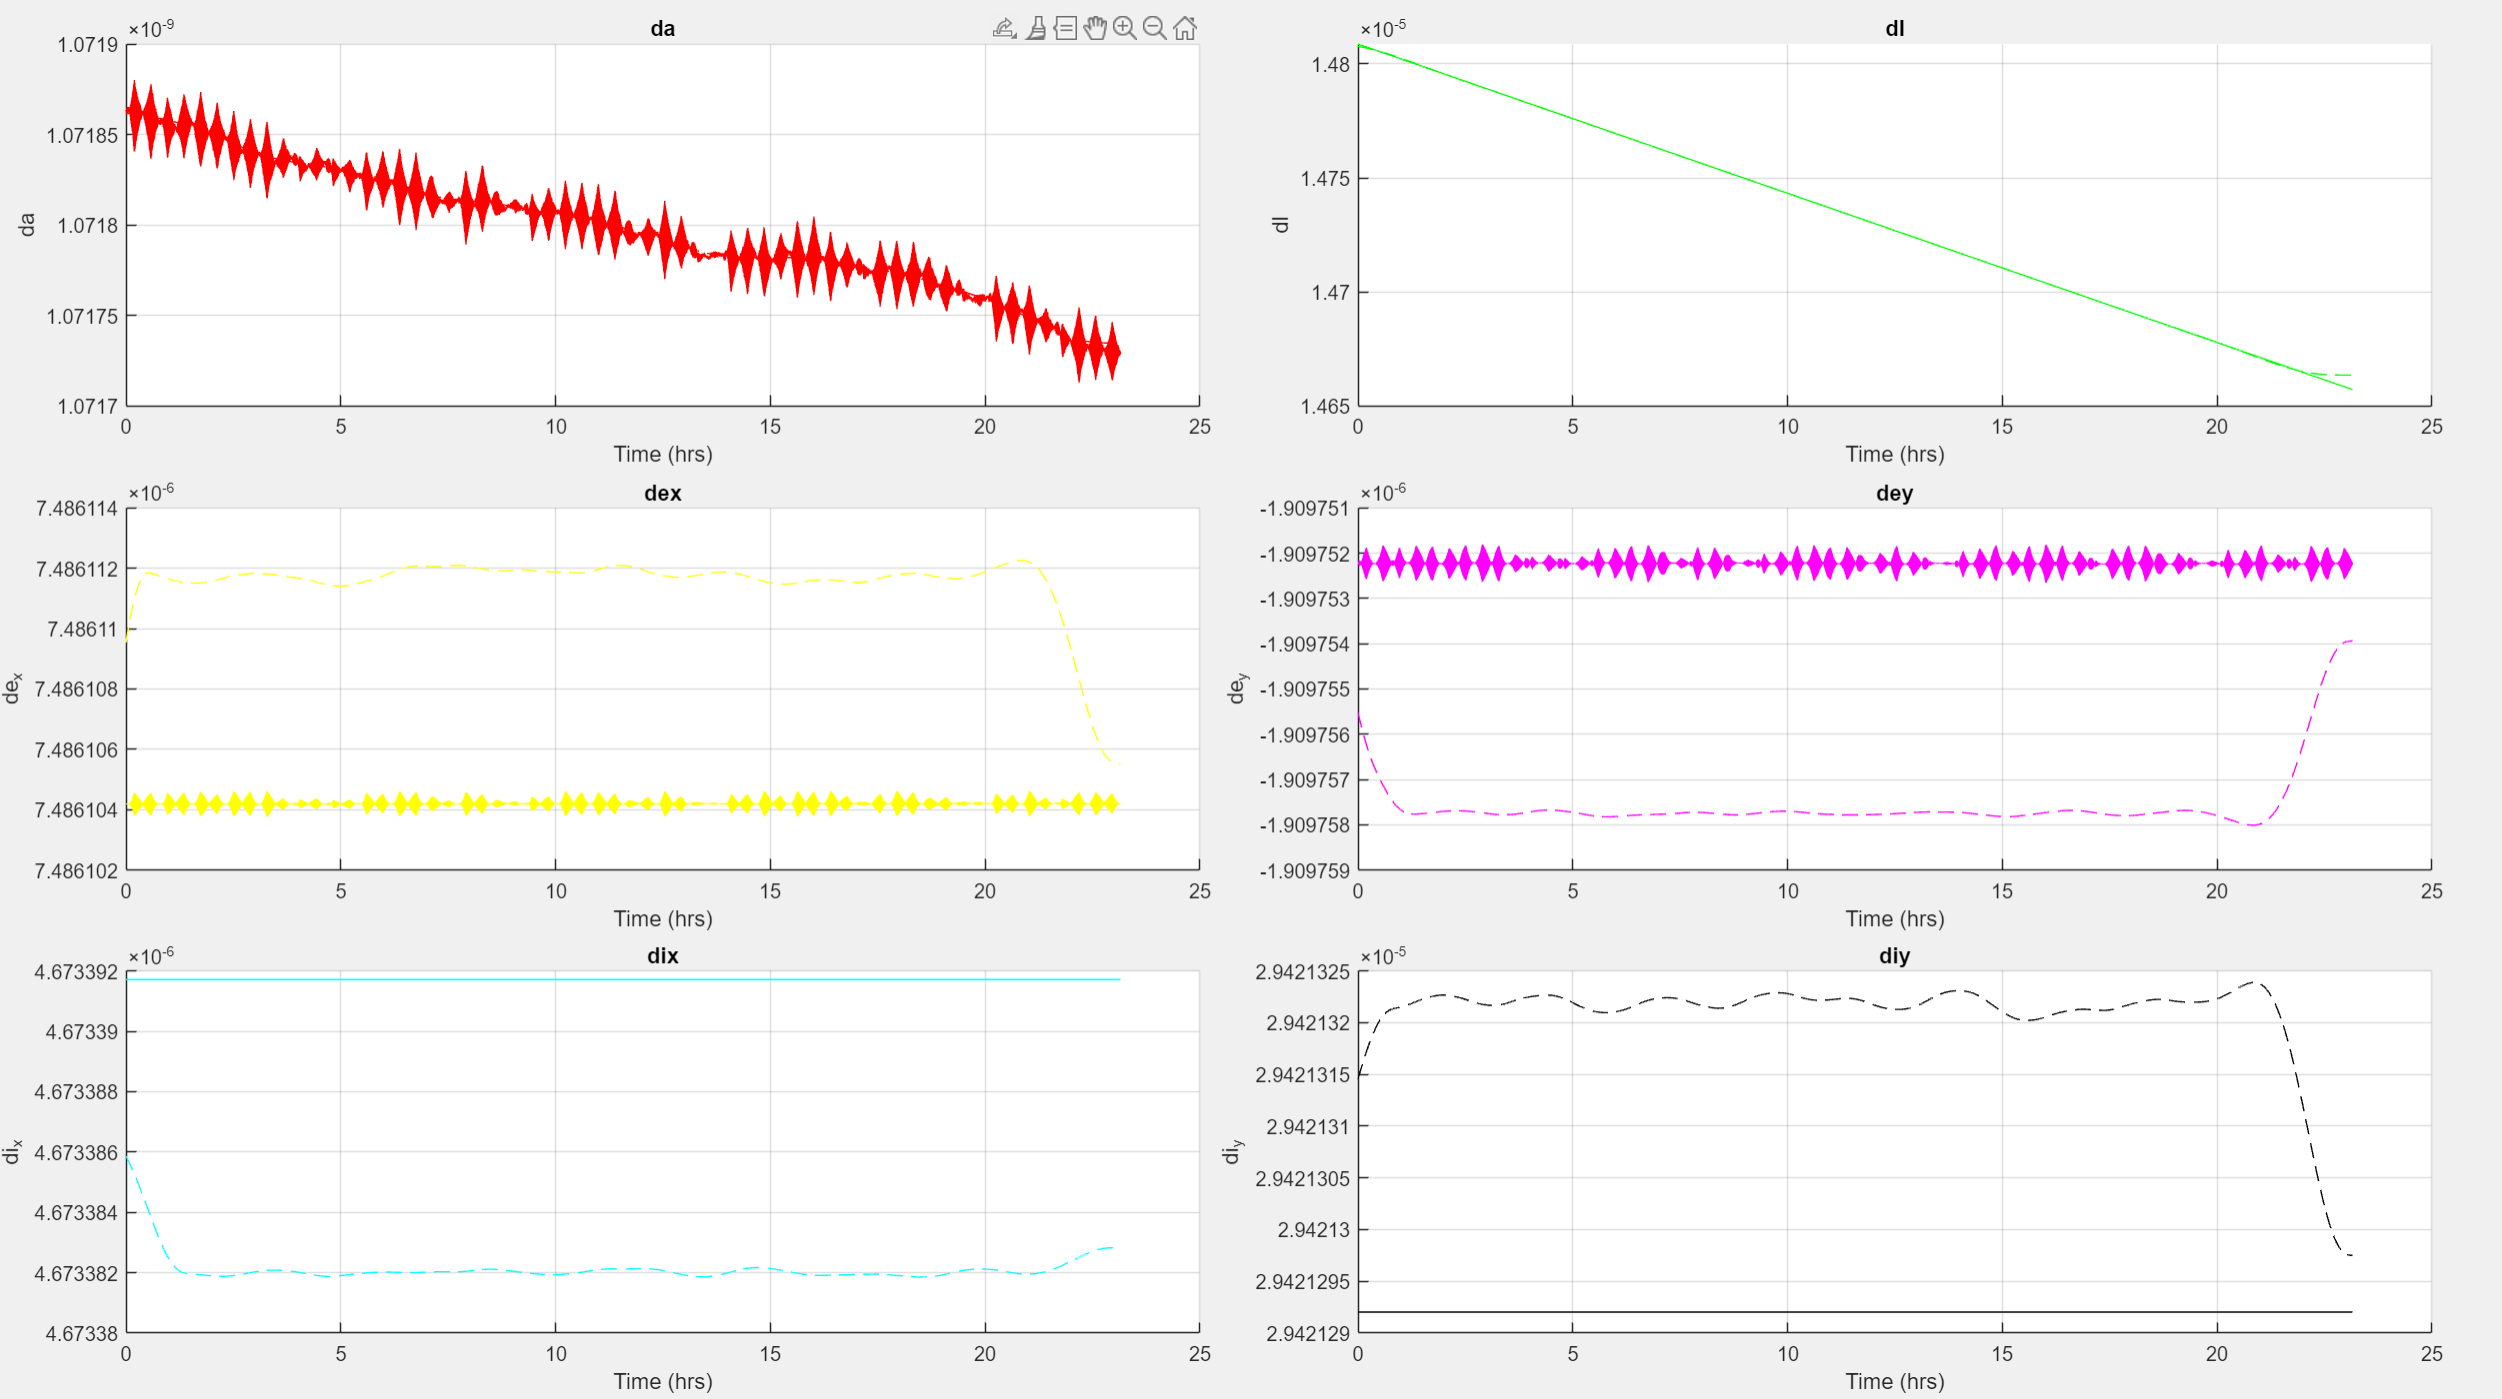 ×10-9
da
1.0719
1.07185
1.0718
1.07175
1.0717
da
0 5 10 15 20 25
Time (hrs)
×10-5
dl
1.48
1.475
1.47
1.465
dl
0 5 10 15 20 25
Time (hrs)
×10-6
dex
7.486114
7.486112
7.48611
7.486108
7.486106
7.486104
7.486102
dex
0 5 10 15 20 25
Time (hrs)
×10-6
dey
-1.909751
-1.909752
-1.909753
-1.909754
-1.909755
-1.909756
-1.909757
-1.909758
-1.909759
dey
0 5 10 15 20 25
Time (hrs)
×10-6
dix
4.673392
4.67339
4.673388
4.673386
4.673384
4.673382
4.67338
dix
0 5 10 15 20 25
Time (hrs)
×10-5
diy
2.9421325
2.942132
2.9421315
2.942131
2.9421305
2.94213
2.9421295
2.942129
diy
0 5 10 15 20 25
Time (hrs)